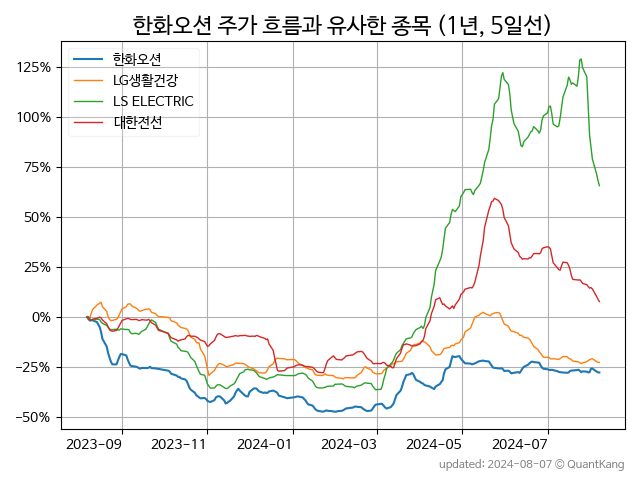 한화오션 주가 흐름과 유사한 종목 (1년, 5일선)
한화오션
LG생활건강
LS ELECTRIC
대한전선
125%
100%
75%
50%
25%
0%
−25%
−50%
2023-09
2023-11
2024-01
2024-03
2024-05
2024-07
updated: 2024-08-07 © QuantKang